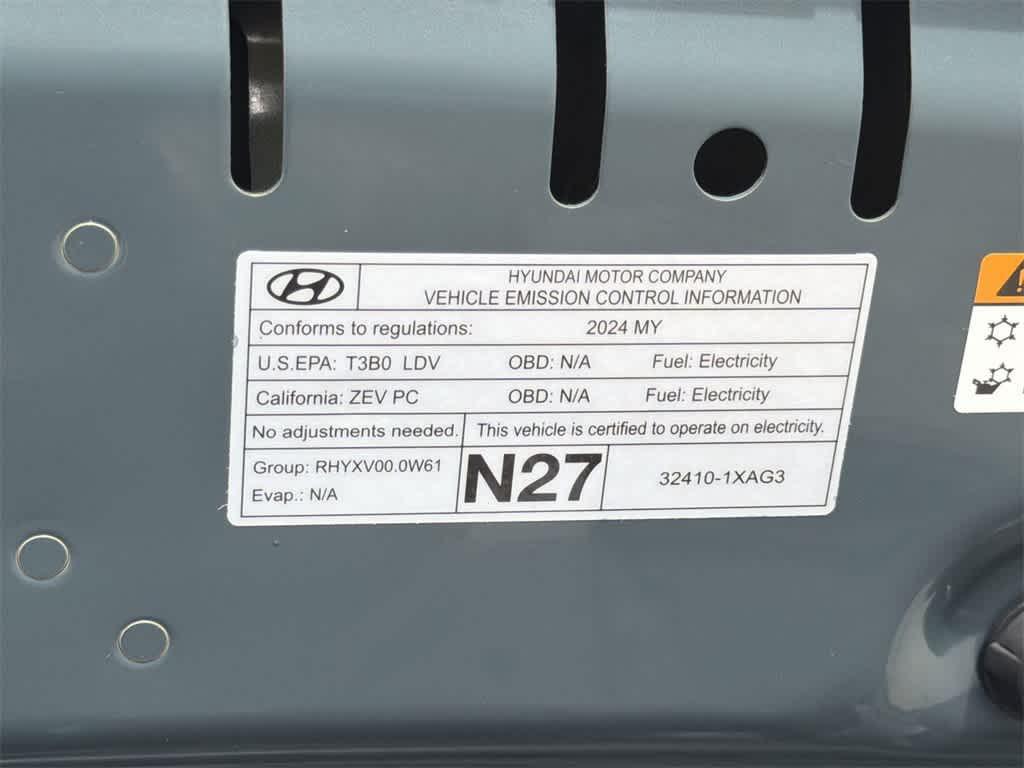 HYUNDAI MOTOR COMPANY
VEHICLE EMISSION CONTROL INFORMATION
Conforms to regulations: 2024 MY
U.S.EPA: T3B0 LDV OBD: N/A Fuel: Electricity
California: ZEV PC OBD: N/A Fuel: Electricity
No adjustments needed. This vehicle is certified to operate on electricity.
Group: RHYXV00.0W61
Evap.: N/A
N27
32410-1XAG3